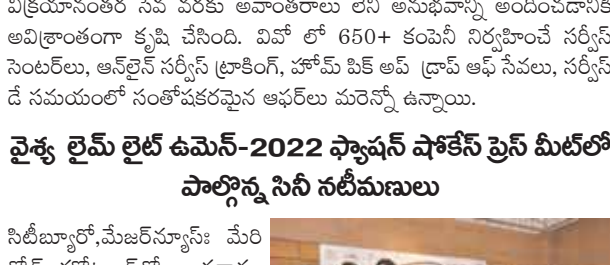 విక్రయానంతర సేవ వరకు అవాంతరాలు లేని అనుభవాన్ని అందించడానిక
అవిశ్రాంతంగా కృషి చేసింది. వివో లో 650+ కంపెనీ నిర్వహించే సర్వీస్
సెంటర్‌లు, ఆన్‌లైన్ సర్వీస్ ట్రాకింగ్, హోమ్ పిక్ అప్ డ్రాప్ ఆఫ్ సేవలు, సర్వీస్
డే సమయంలో సంతోషకరమైన ఆఫర్‌లు మరెన్నో ఉన్నాయి.
వైశ్య లైమ్ లైట్ ఉమెన్-2022 ఫ్యాషన్ షోకేస్ ప్రెస్ మీట్‌లో
పాల్గొన్న సినీ నటీమణులు
సిటీబ్యూరో,మేజర్‌న్యూస్ః మేరి